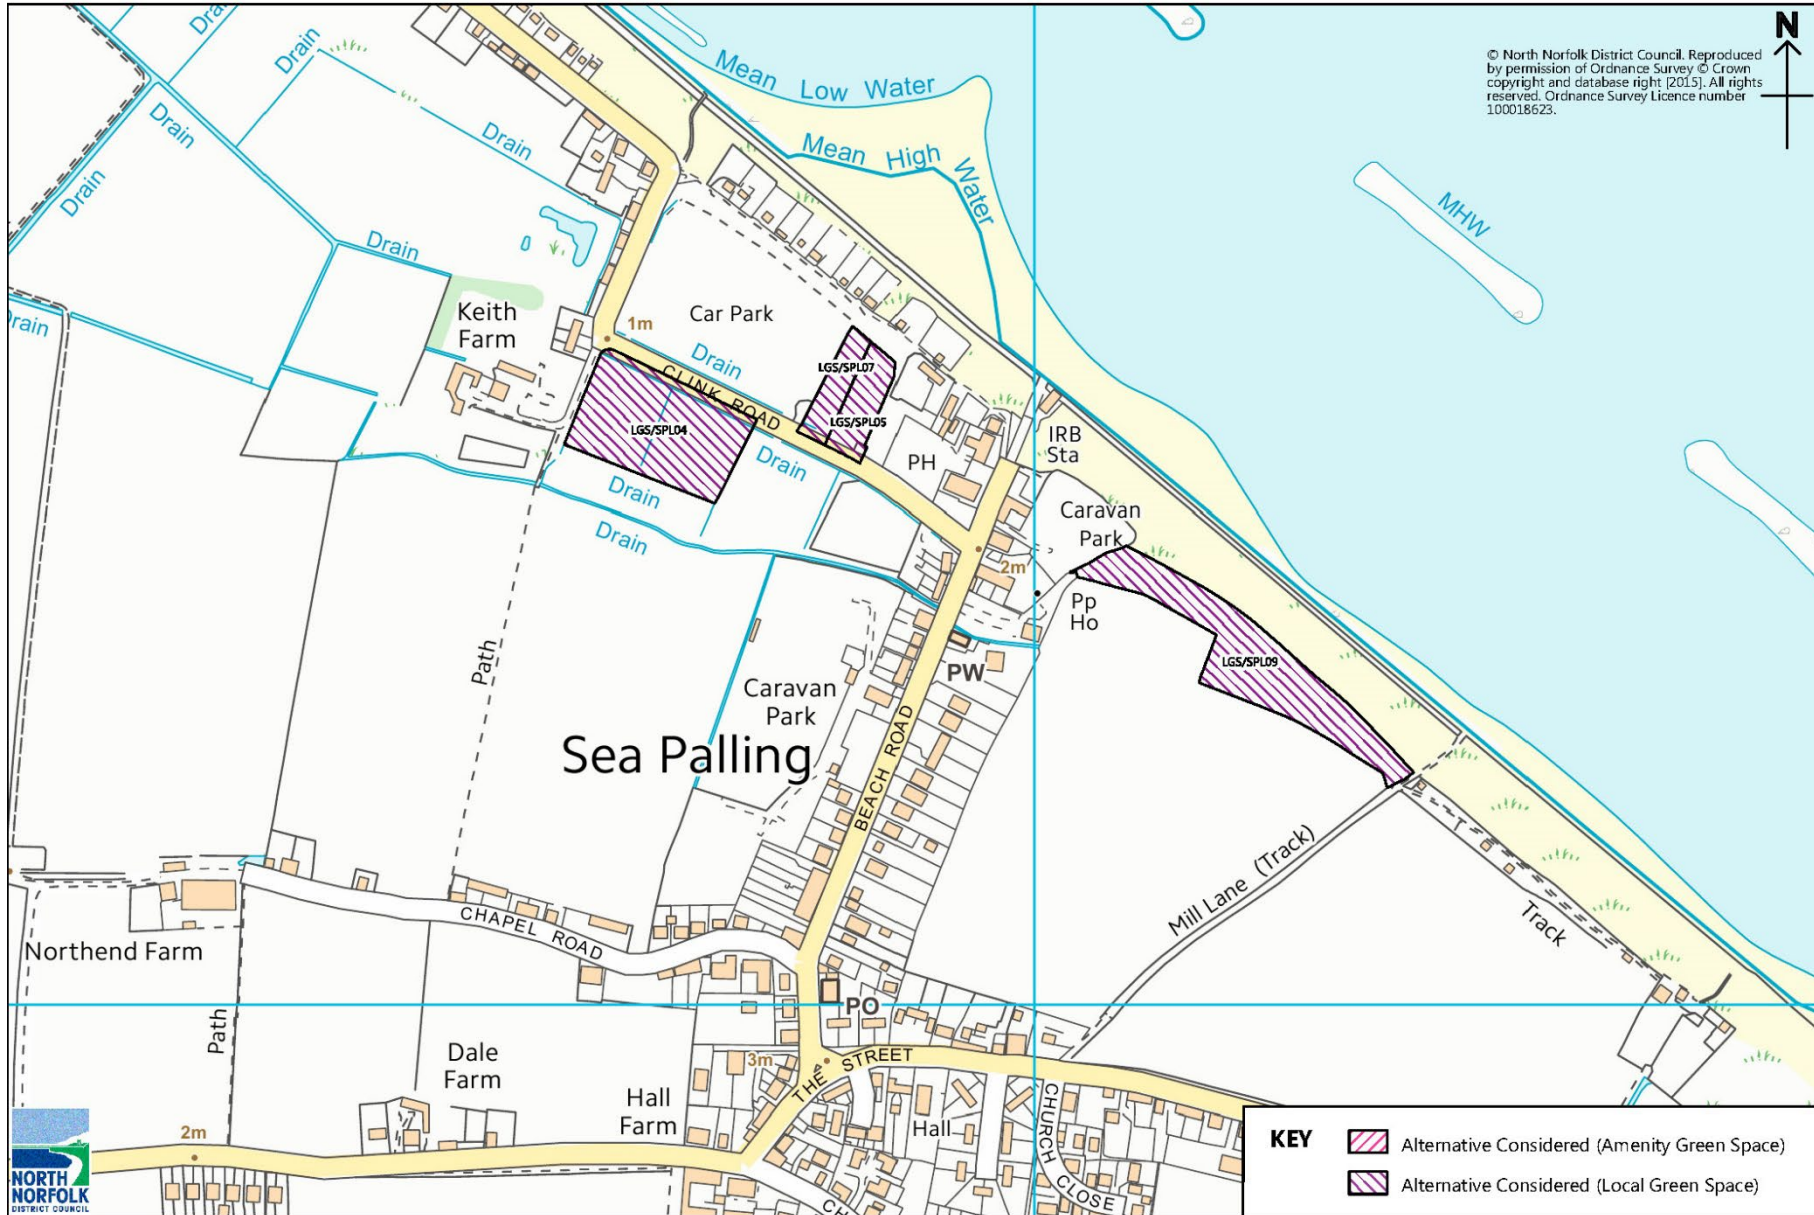 Drain
Drain
Drain
Drain
Drain
Drain
Drain
Mean Low Water
Mean High Water
N
© North Norfolk District Council. Reproduced
by permission of Ordnance Survey © Crown
copyright and database right [2015]. All rights
reserved. Ordnance Survey Licence number
100018623.
MHW
Keith
Farm
1m
Car Park
Drain
CLINK ROAD
LGS/SPL07
LGS/SPL05
LGS/SPL04
Drain
Drain
Drain
PH
IRB
Sta
Caravan
Park
2m
Pp
Ho
LGS/SPL09
PW
Path
Caravan
Park
Sea Palling
BEACH ROAD
Mill Lane (Track)
Track
CHAPEL ROAD
Northend Farm
Path
PO
Dale
Farm
3m
THE STREET
Hall
Farm
Hall
CHURCH CLOSE
2m
NORTH
NORFOLK
DISTRICT COUNCIL
KEY
Alternative Considered (Amenity Green Space)
Alternative Considered (Local Green Space)